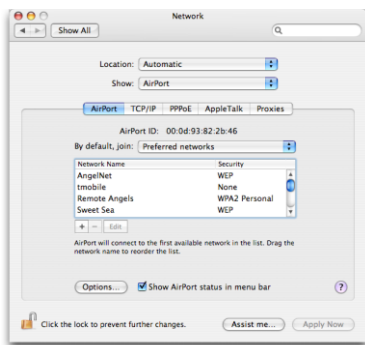 Network
Show All
Location: Automatic
Show: AirPort
AirPort TCP/IP PPPoE AppleTalk Proxies
AirPort ID: 00:0d:93:82:2b:46
By default, join: Preferred networks
Network Name Security
AngelNet WEP
tmobile None
Remote Angels WPA2 Personal
Sweet Sea WEP
+ − Edit
AirPort will connect to the first available network in the list. Drag the
network name to reorder the list.
Options... Show AirPort status in menu bar ?
Click the lock to prevent further changes. Assist me... Apply Now